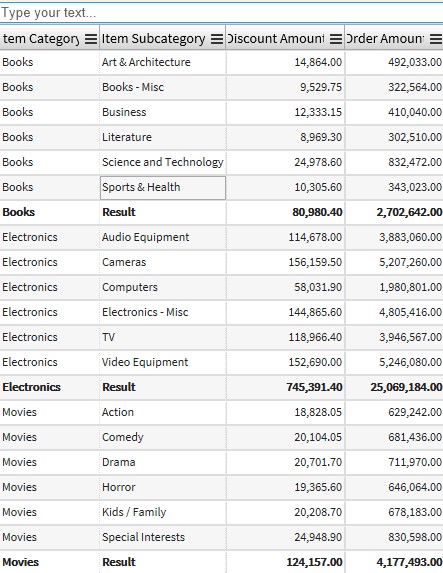 Type your text...
tem Category Item Subcategory Discount Amount Order Amount
Books Art & Architecture 14,864.00 492,033.00
Books Books - Misc 9,529.75 322,564.00
Books Business 12,333.15 410,040.00
Books Literature 8,969.30 302,510.00
Books Science and Technology 24,978.60 832,472.00
Books Sports & Health 10,305.60 343,023.00
Books Result 80,980.40 2,702,642.00
Electronics Audio Equipment 114,678.00 3,883,060.00
Electronics Cameras 156,159.50 5,207,260.00
Electronics Computers 58,031.90 1,980,801.00
Electronics Electronics - Misc 144,865.60 4,805,416.00
Electronics TV 118,966.40 3,946,567.00
Electronics Video Equipment 152,690.00 5,246,080.00
Electronics Result 745,391.40 25,069,184.00
Movies Action 18,828.05 629,242.00
Movies Comedy 20,104.05 681,436.00
Movies Drama 20,701.70 711,970.00
Movies Horror 19,365.60 646,064.00
Movies Kids / Family 20,208.70 678,183.00
Movies Special Interests 24,948.90 830,598.00
Movies Result 124,157.00 4,177,493.00